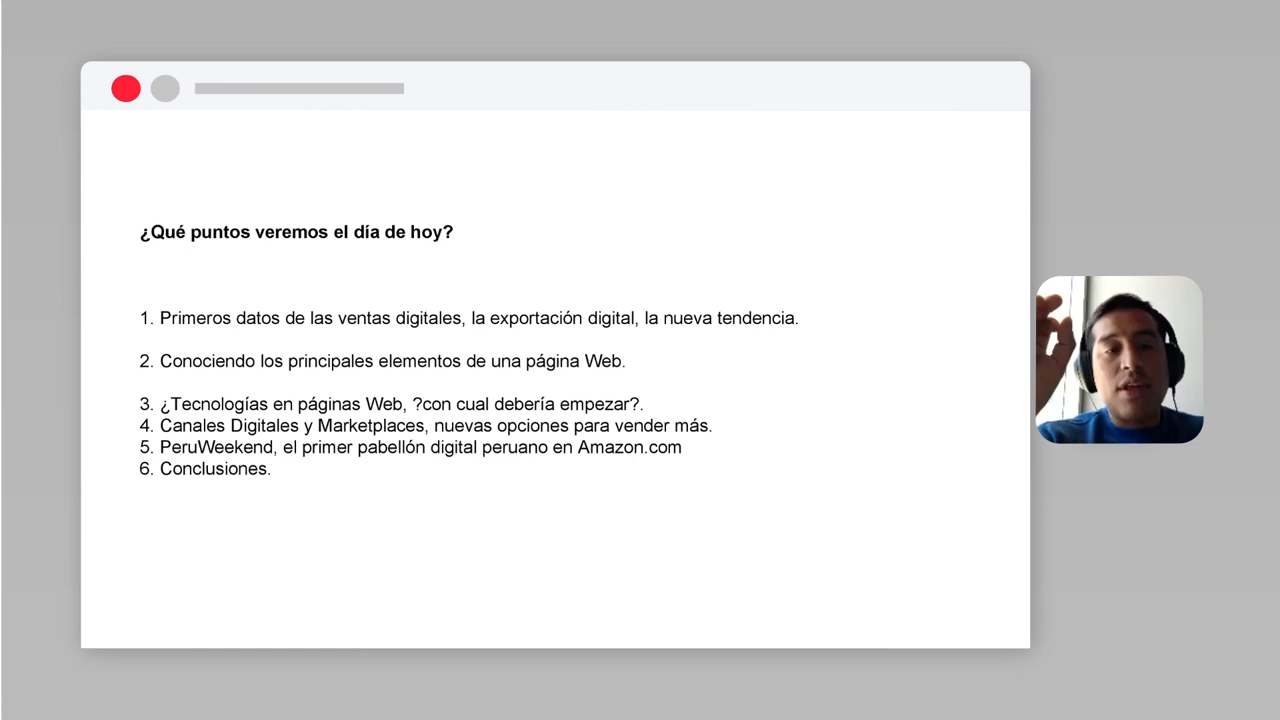 ¿Qué puntos veremos el día de hoy?
1. Primeros datos de las ventas digitales, la exportación digital, la nueva tendencia.
2. Conociendo los principales elementos de una página Web.
3. ¿Tecnologías en páginas Web, ?con cual debería empezar?.
4. Canales Digitales y Marketplaces, nuevas opciones para vender más.
5. PeruWeekend, el primer pabellón digital peruano en Amazon.com
6. Conclusiones.